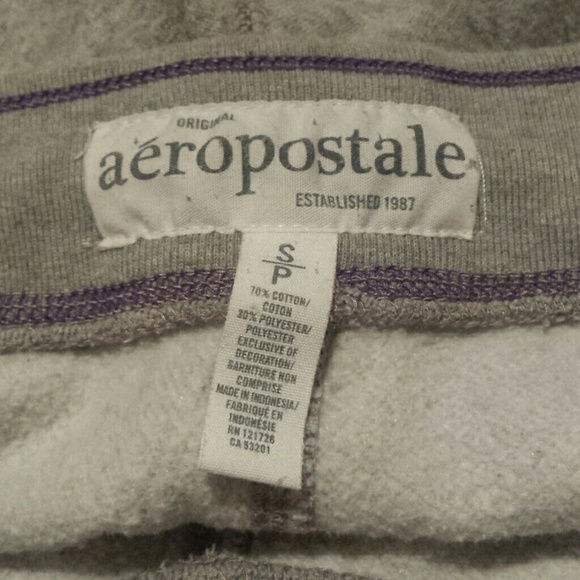 ORIGINAL
aéropostale
ESTABLISHED 1987
S/P
70% COTTON/
COTON
30% POLYESTER/
POLYESTER
EXCLUSIVE OF
DECORATION/
GARNITURE NON
COMPRISE
MADE IN INDONESIA/
FABRIQUÉ EN
INDONÉSIE
RN 121726
CA 53201